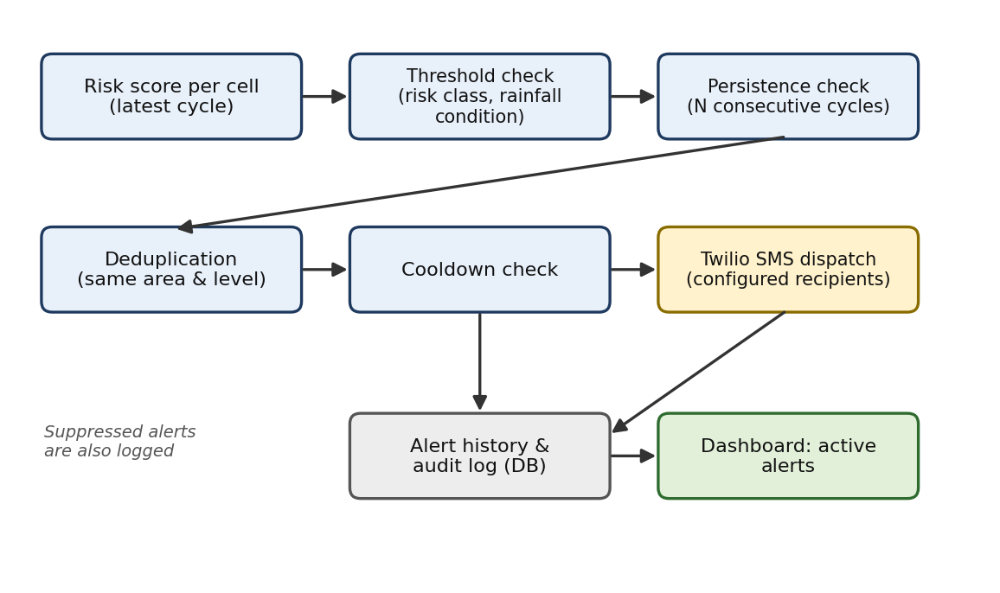 Risk score per cell
(latest cycle)
Threshold check
(risk class, rainfall
condition)
Persistence check
(N consecutive cycles)
Deduplication
(same area & level)
Cooldown check
Twilio SMS dispatch
(configured recipients)
Suppressed alerts
are also logged
Alert history &
audit log (DB)
Dashboard: active
alerts